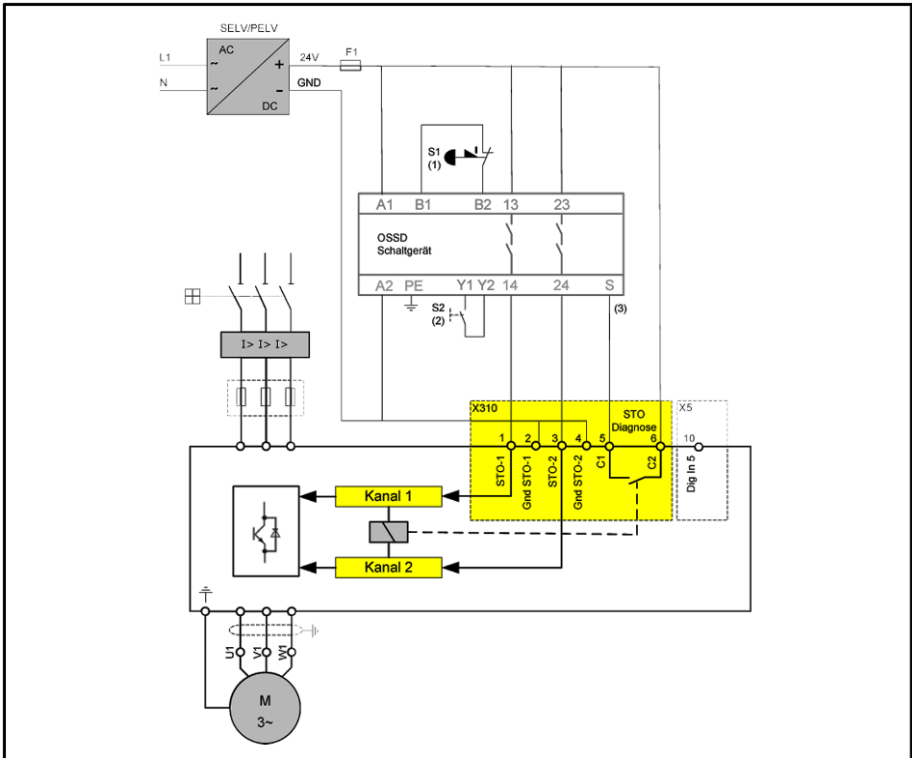 SELV/PELV
AC
L1 ~ + 24V F1
N ~ - GND
DC
S1
(1)
A1 B1 B2 13 23
OSSD
Schaltgerät
A2 PE Y1 Y2 14 24 S
S2
(2)
(3)
I> I> I>
X310
STO
Diagnose
X5
1 2 3 4 5 6 10
STO-1
Gnd STO-1
STO-2
Gnd STO-2
C1
C2
Dig In 5
Kanal 1
Kanal 2
U1
V1
W1
M
3~